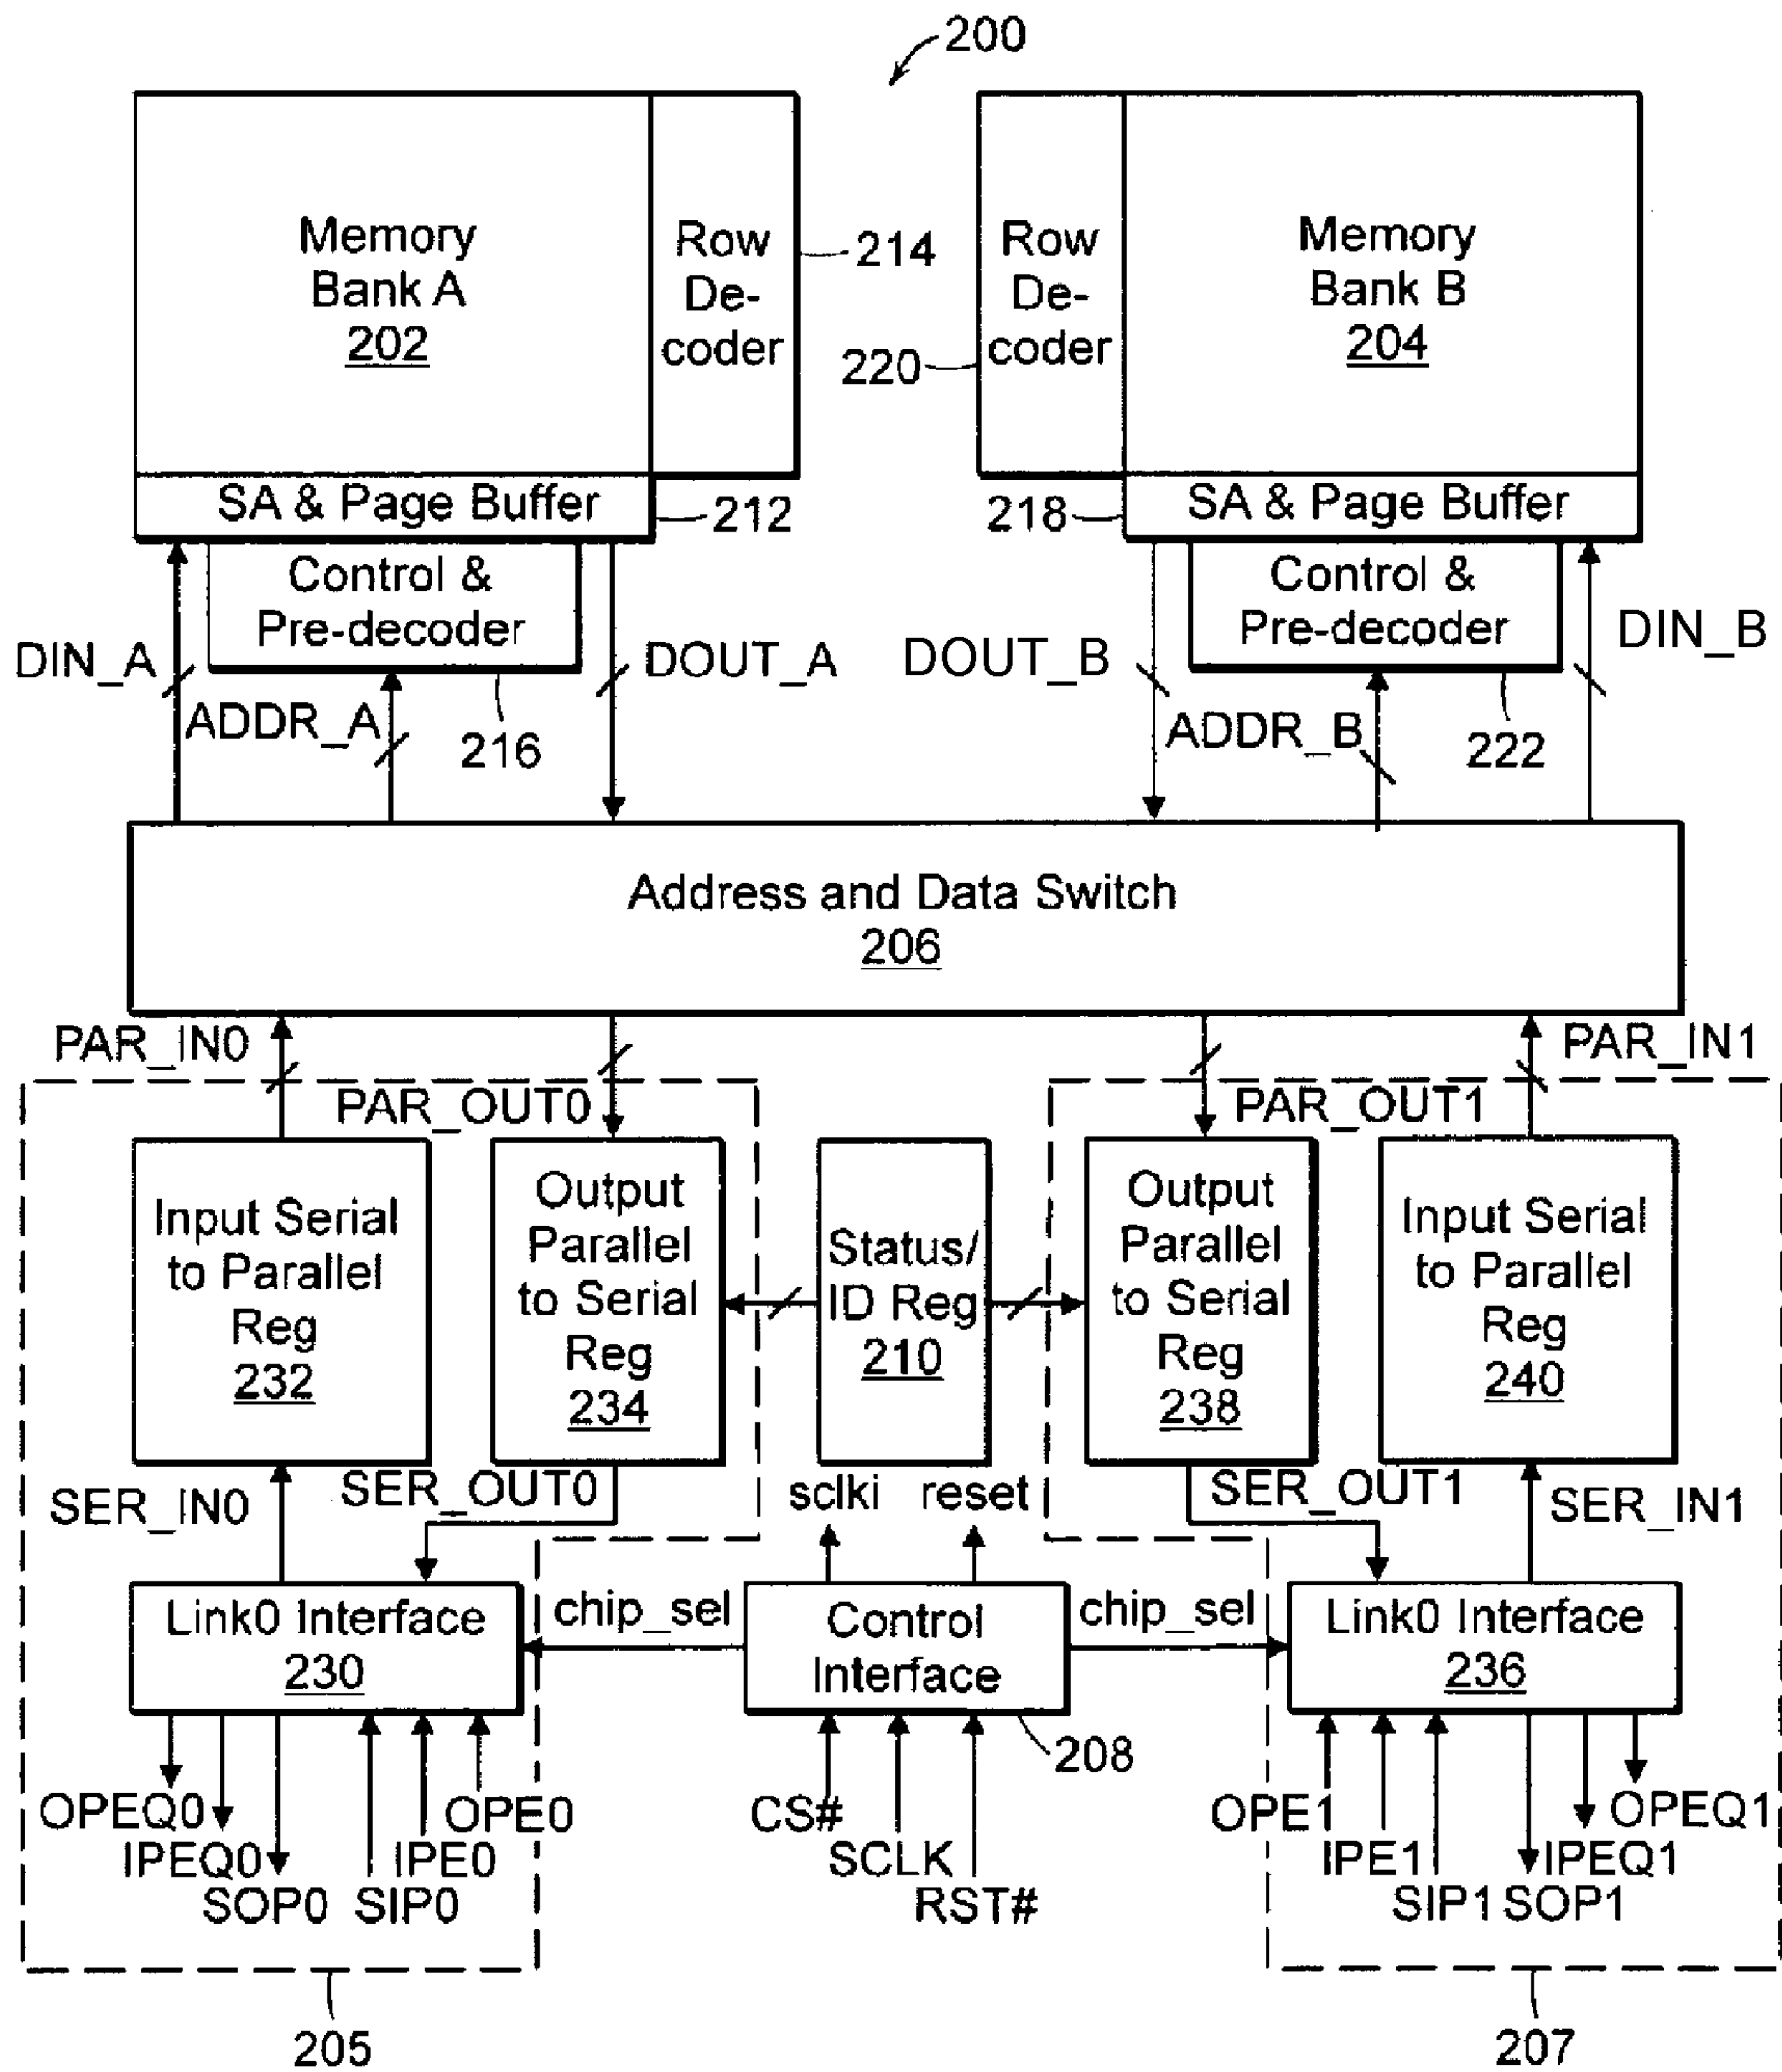 200
Memory
Bank A
202
Row
De-
coder
214
220
Row
De-
coder
Memory
Bank B
204
SA & Page Buffer
212
218
SA & Page Buffer
Control &
Pre-decoder
Control &
Pre-decoder
DIN_A
ADDR_A
216
DOUT_A
DOUT_B
ADDR_B
222
DIN_B
Address and Data Switch
206
PAR_IN0
PAR_OUT0
PAR_OUT1
PAR_IN1
Input Serial
to Parallel
Reg
232
Output
Parallel
to Serial
Reg
234
Status/
ID Reg
210
Output
Parallel
to Serial
Reg
238
Input Serial
to Parallel
Reg
240
SER_IN0
SER_OUT0
sclki
reset
SER_OUT1
SER_IN1
Link0 Interface
230
chip_sel
Control
Interface
208
chip_sel
Link0 Interface
236
OPEQ0
IPEQ0
SOP0
SIP0
IPE0
OPE0
CS#
SCLK
RST#
OPE1
IPE1
SIP1
SOP1
IPEQ1
OPEQ1
205
207